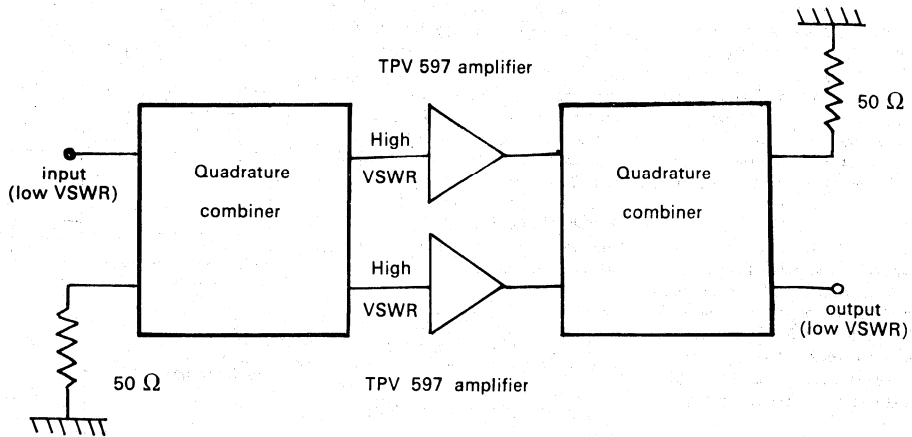 TPV 597 amplifier
50 Ω
High
VSWR
input
(low VSWR)
Quadrature
combiner
Quadrature
combiner
High
VSWR
output
(low VSWR)
50 Ω
TPV 597 amplifier